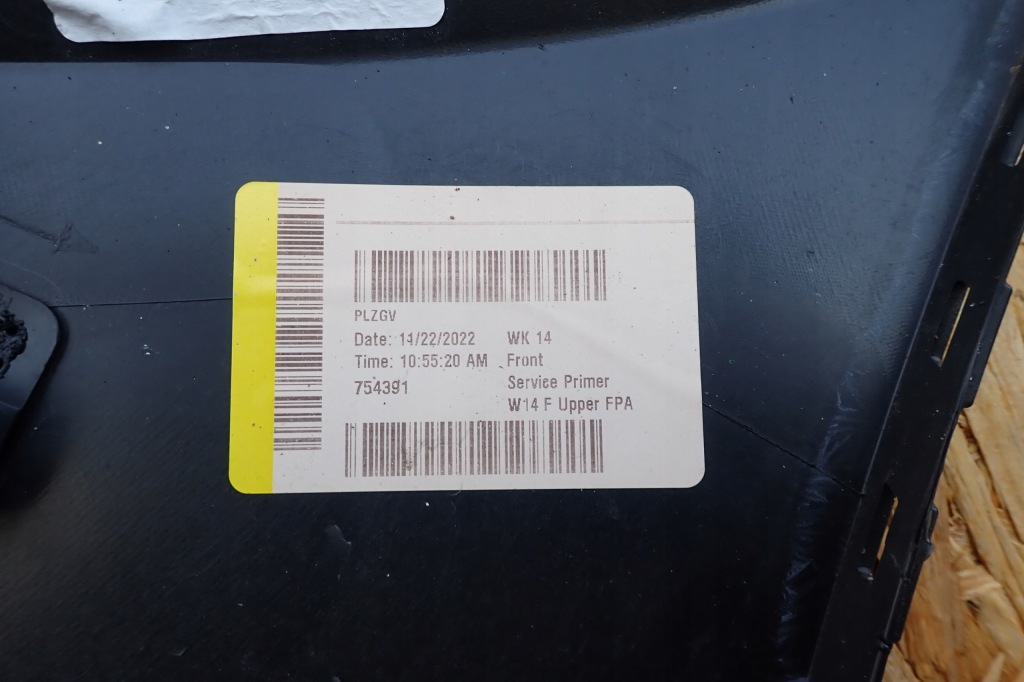 PLZGV
Date: 11/22/2022 WK 14
Time: 10:55:20 AM Front
754391 Service Primer
W14 F Upper FPA